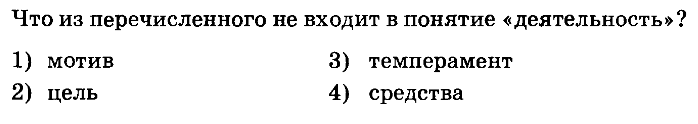 Что из перечисленного не входит в понятие «деятельность»?
1) мотив 3) темперамент
2) цель 4) средства